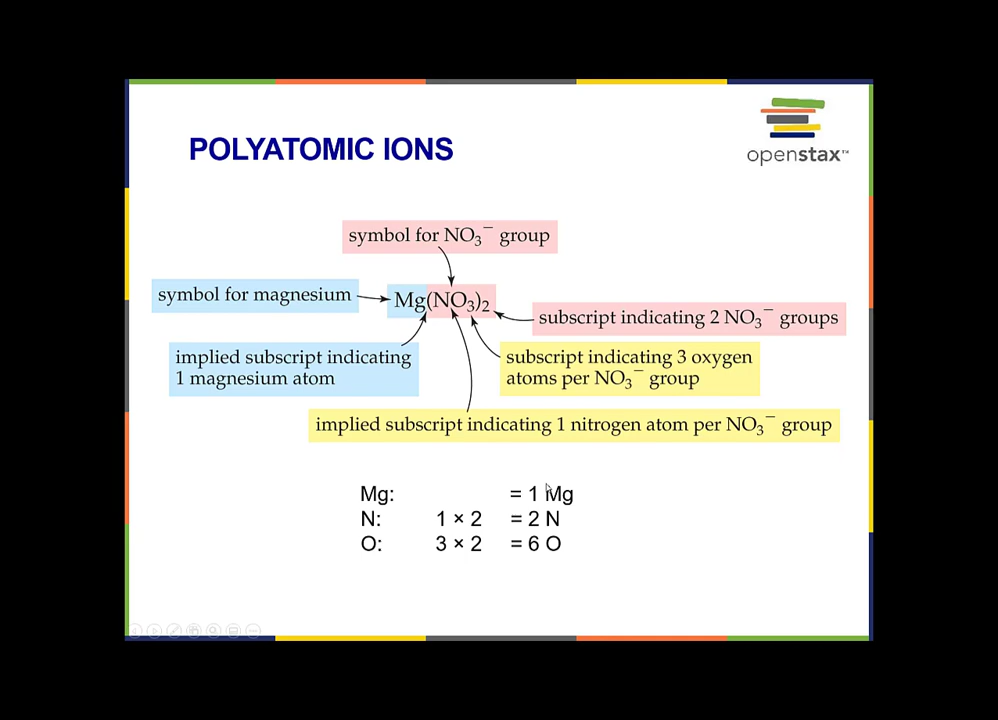 POLYATOMIC IONS
openstax™
symbol for NO₃⁻ group
symbol for magnesium
Mg(NO₃)₂
subscript indicating 2 NO₃⁻ groups
implied subscript indicating
1 magnesium atom
subscript indicating 3 oxygen
atoms per NO₃⁻ group
implied subscript indicating 1 nitrogen atom per NO₃⁻ group
Mg: = 1 Mg
N: 1 × 2 = 2 N
O: 3 × 2 = 6 O